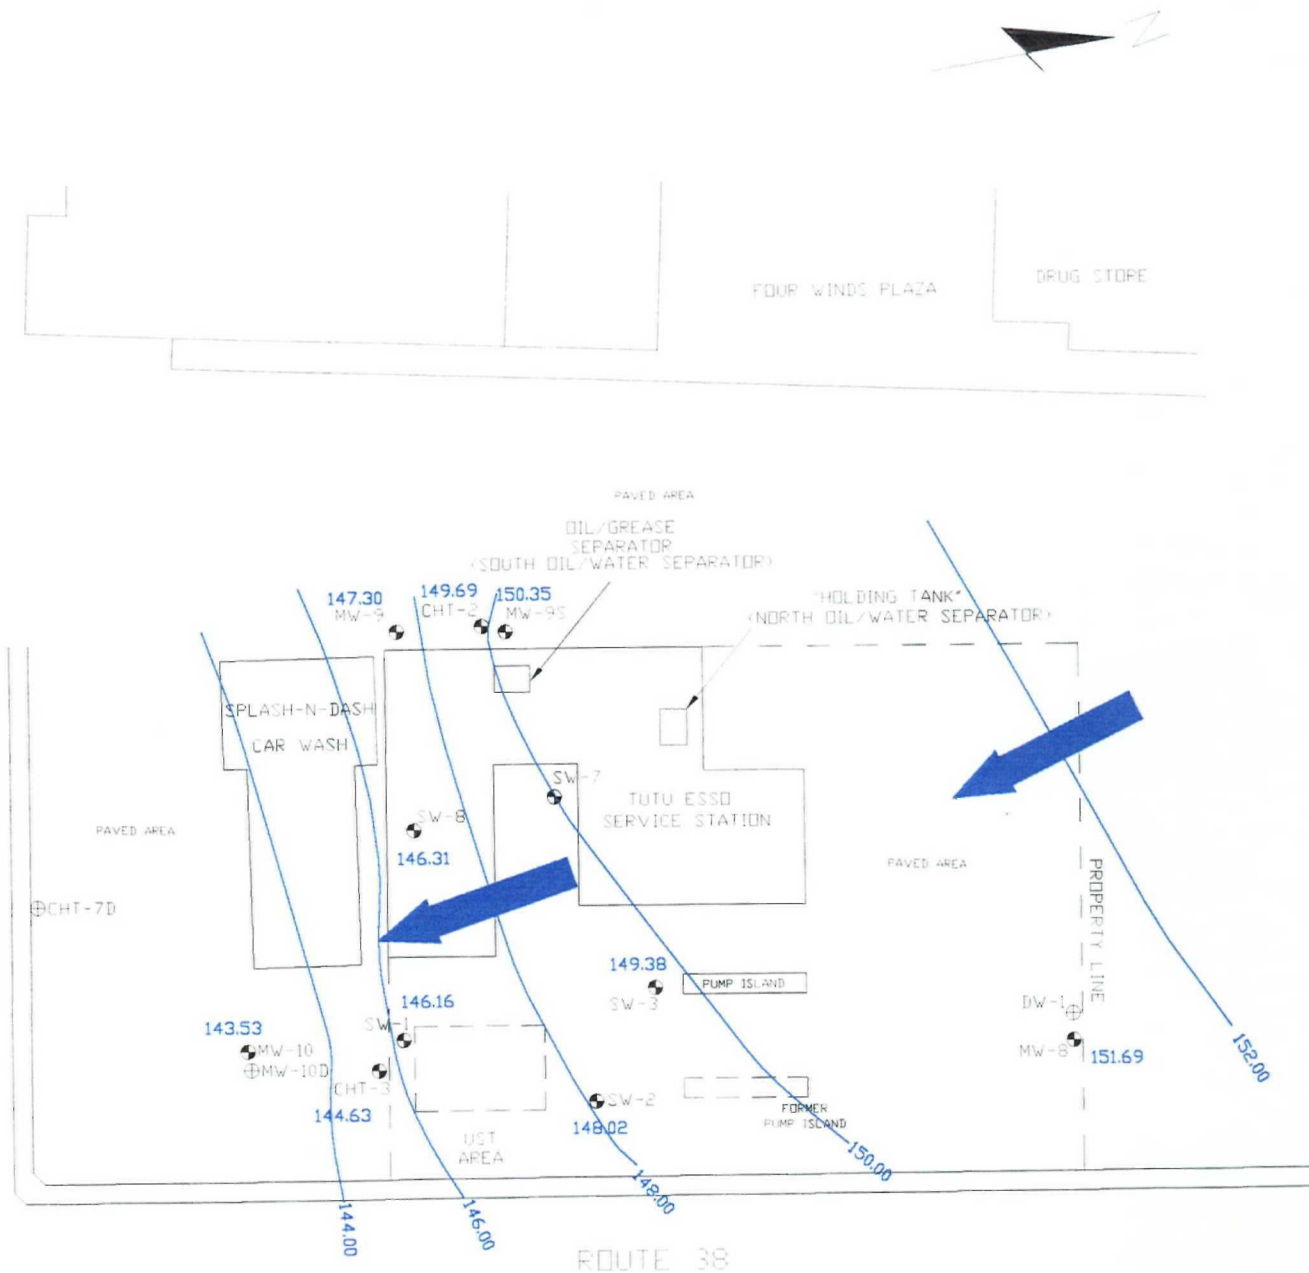 N
FOUR WINDS PLAZA
DRUG STORE
PAVED AREA
OIL/GREASE
SEPARATOR
(SOUTH OIL/WATER SEPARATOR)
"HOLDING TANK"
(NORTH OIL/WATER SEPARATOR)
147.30
MW-9
149.69
CHT-2
150.35
MW-9S
SPLASH-N-DASH
CAR WASH
SW-7
TUTU ESSO
SERVICE STATION
SW-8
146.31
PAVED AREA
PAVED AREA
CHT-7D
PROPERTY LINE
149.38
SW-3
PUMP ISLAND
DW-1
MW-8
151.69
152.00
143.53
MW-10
MW-10D
146.16
SW-1
CHT-3
144.63
SW-2
148.02
FORMER
PUMP ISLAND
UST
AREA
150.00
148.00
146.00
144.00
ROUTE 38